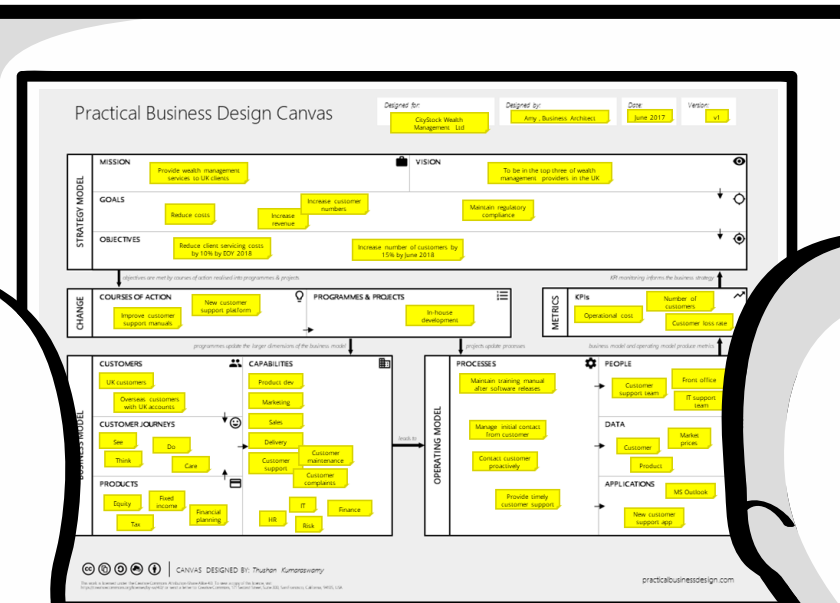 Practical Business Design Canvas
Designed for:
CityStock Wealth
Management Ltd
Designed by:
Amy , Business Architect
Date
June 2017
Version:
v1
STRATEGY MODEL
MISSION
Provide wealth management
services to UK clients
VISION
To be in the top three of wealth
management providers in the UK
GOALS
Reduce costs
Increase
revenue
Increase customer
numbers
Maintain regulatory
compliance
OBJECTIVES
Reduce client servicing costs
by 10% by EOY 2018
Increase number of customers by
15% by June 2018
objectives are met by courses of action realised into programmes & projects
KPI monitoring informs the business strategy
CHANGE
COURSES OF ACTION
Improve customer
support manuals
New customer
support platform
PROGRAMMES & PROJECTS
In-house
development
METRICS
KPIs
Operational cost
Number of
customers
Customer loss rate
programmes update the target dimensions of the business model
projects update processes
business model and operating model produce metrics
BUSINESS MODEL
CUSTOMERS
UK customers
Overseas customers
with UK accounts
CUSTOMER JOURNEYS
See
Do
Think
Care
PRODUCTS
Equity
Fixed
income
Tax
Financial
planning
CAPABILITIES
Product dev
Marketing
Sales
Delivery
Customer
support
Customer
maintenance
Customer
complaints
IT
HR
Risk
Finance
leads to
OPERATING MODEL
PROCESSES
Maintain training manual
after software releases
Manage initial contact
from customer
Contact customer
proactively
Provide timely
customer support
PEOPLE
Customer
support team
Front office
IT support
team
DATA
Customer
Market
prices
Product
APPLICATIONS
MS Outlook
New customer
support app
CANVAS DESIGNED BY: Thushan Kumaraswamy
practicalbusinessdesign.com